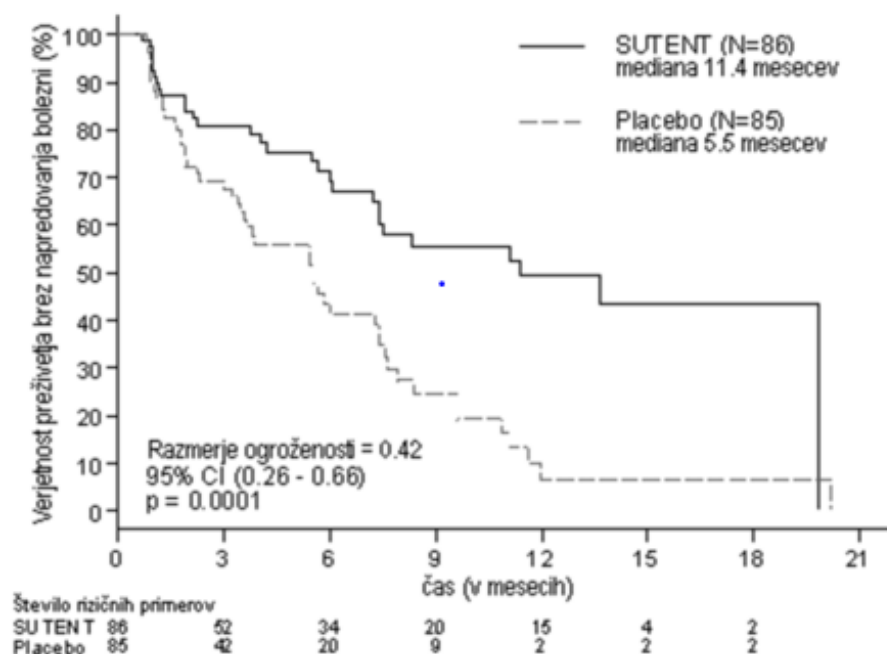 Verjetnost preživetja brez napredovanja bolezni (%)
100
90
80
70
60
50
40
30
20
10
0
SUTENT (N=86)
mediana 11.4 mesecev
Placebo (N=85)
mediana 5.5 mesecev
Razmerje ogroženosti = 0.42
95% CI (0.26 - 0.66)
p = 0.0001
0 3 6 9 12 15 18 21
čas (v mesecih)
Število rizičnih primerov
SUTENT 86 52 34 20 15 4 2
Placebo 85 42 20 9 2 2 2